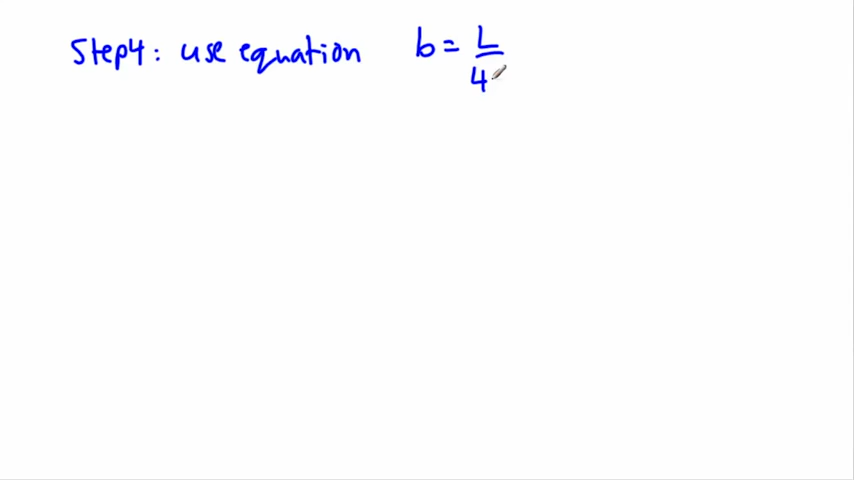 Step4: use equation b = L/4